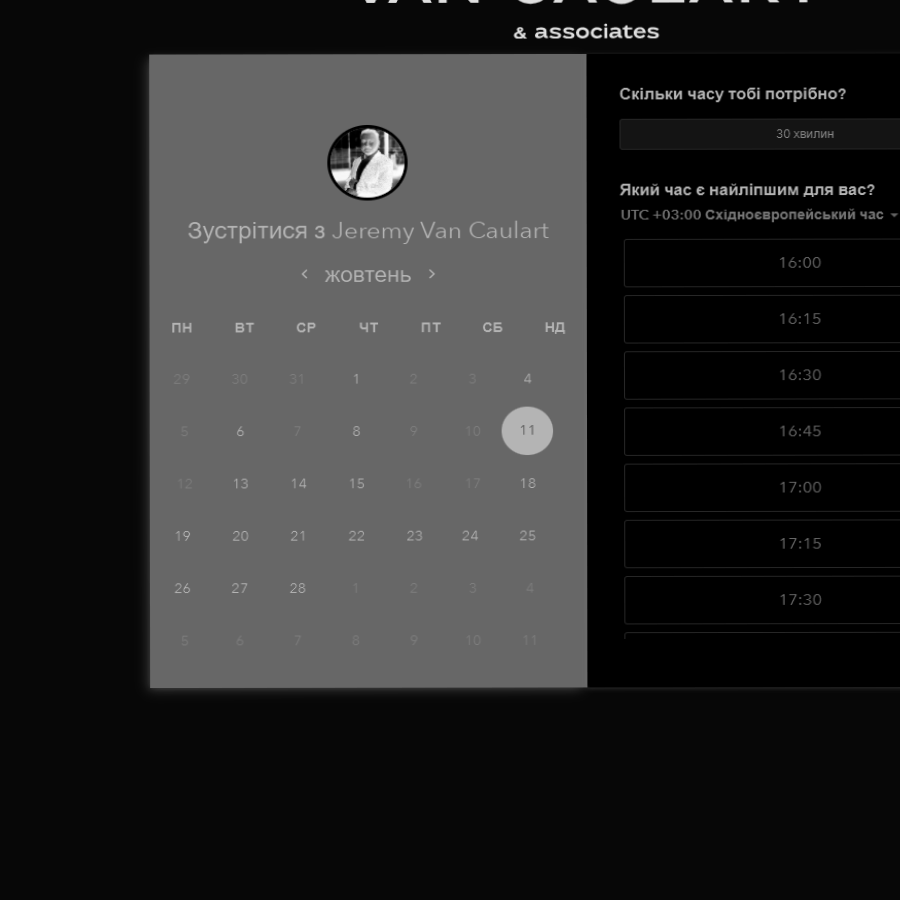 VAN CAULART
& associates
Зустрітися з Jeremy Van Caulart
жовтень
ПН ВТ СР ЧТ ПТ СБ НД
29 30 31 1 2 3 4
5 6 7 8 9 10 11
12 13 14 15 16 17 18
19 20 21 22 23 24 25
26 27 28 1 2 3 4
5 6 7 8 9 10 11
Скільки часу тобі потрібно?
30 хвилин
Який час є найліпшим для вас?
UTC +03:00 Східноєвропейський час
16:00
16:15
16:30
16:45
17:00
17:15
17:30